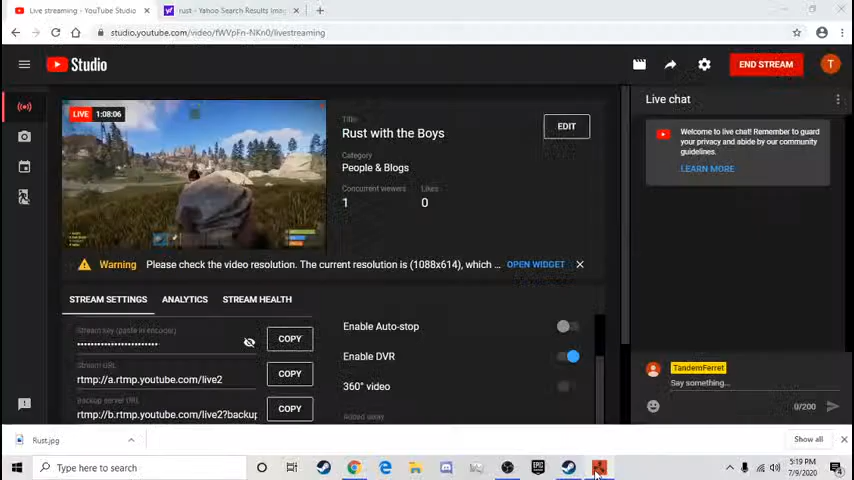 Live streaming - YouTube Studio
rust - Yahoo Search Results Ima
studio.youtube.com/video/fWVpFn-NKn0/livestreaming
Studio
END STREAM
T
LIVE 1:08:06
Title
Rust with the Boys
EDIT
Category
People & Blogs
Concurrent viewers
Likes
1
0
Warning
Please check the video resolution. The current resolution is (1088x614), which ...
OPEN WIDGET
STREAM SETTINGS
ANALYTICS
STREAM HEALTH
Stream key (paste in encoder)
COPY
Stream URL
rtmp://a.rtmp.youtube.com/live2
COPY
Backup server URL
rtmp://b.rtmp.youtube.com/live2?backup
COPY
Enable Auto-stop
Enable DVR
360° video
Added delay
Live chat
Welcome to live chat! Remember to guard
your privacy and abide by our community
guidelines.
LEARN MORE
TandemFerret
Say something...
0/200
Rust.jpg
Show all
Type here to search
EPIC
5:19 PM
7/9/2020
4